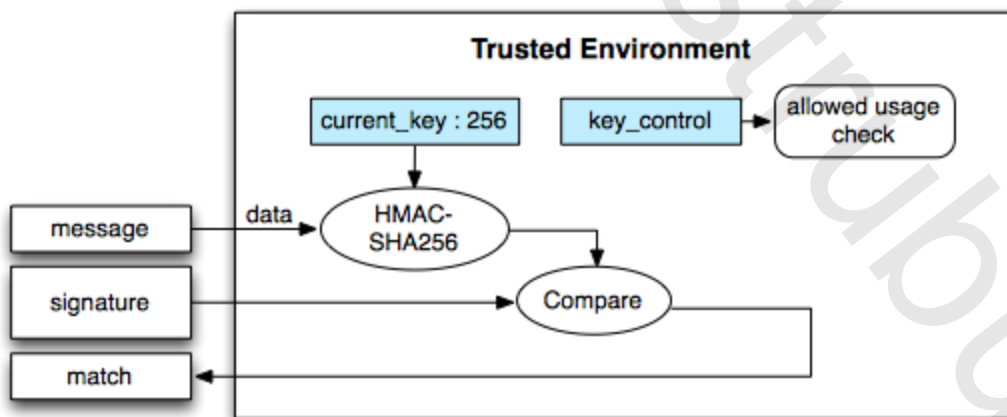 Trusted Environment
current_key : 256
key_control
allowed usage
check
message
data
HMAC-
SHA256
signature
Compare
match